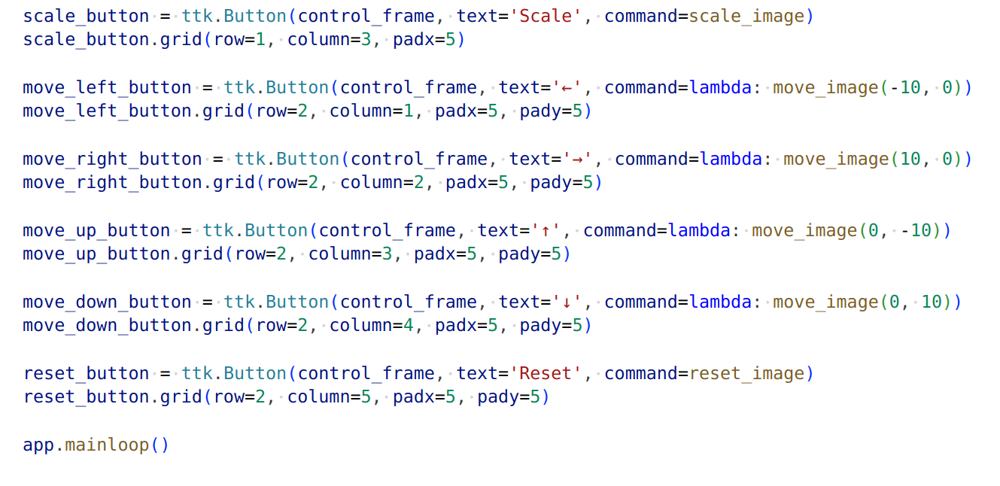 scale_button = ttk.Button(control_frame, text='Scale', command=scale_image)
scale_button.grid(row=1, column=3, padx=5)

move_left_button = ttk.Button(control_frame, text='←', command=lambda: move_image(-10, 0))
move_left_button.grid(row=2, column=1, padx=5, pady=5)

move_right_button = ttk.Button(control_frame, text='→', command=lambda: move_image(10, 0))
move_right_button.grid(row=2, column=2, padx=5, pady=5)

move_up_button = ttk.Button(control_frame, text='↑', command=lambda: move_image(0, -10))
move_up_button.grid(row=2, column=3, padx=5, pady=5)

move_down_button = ttk.Button(control_frame, text='↓', command=lambda: move_image(0, 10))
move_down_button.grid(row=2, column=4, padx=5, pady=5)

reset_button = ttk.Button(control_frame, text='Reset', command=reset_image)
reset_button.grid(row=2, column=5, padx=5, pady=5)

app.mainloop()